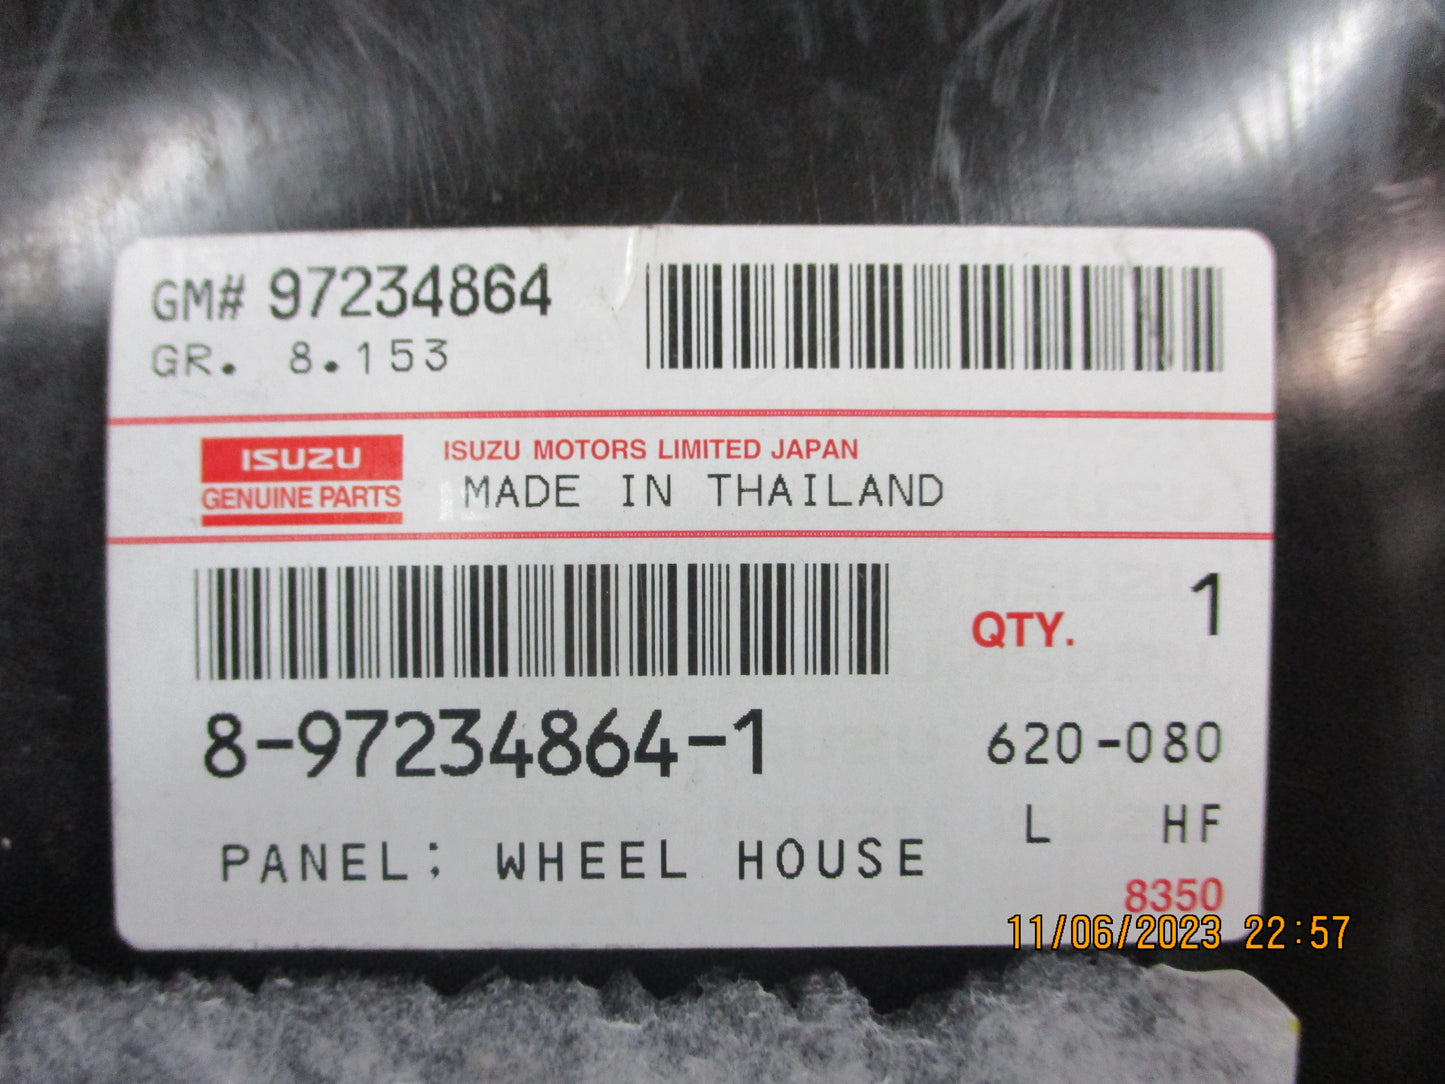 GM# 97234864
GR. 8.153
ISUZU
GENUINE PARTS
ISUZU MOTORS LIMITED JAPAN
MADE IN THAILAND
QTY. 1
8-97234864-1
620-080
L HF
PANEL; WHEEL HOUSE
8350
11/06/2023 22:57